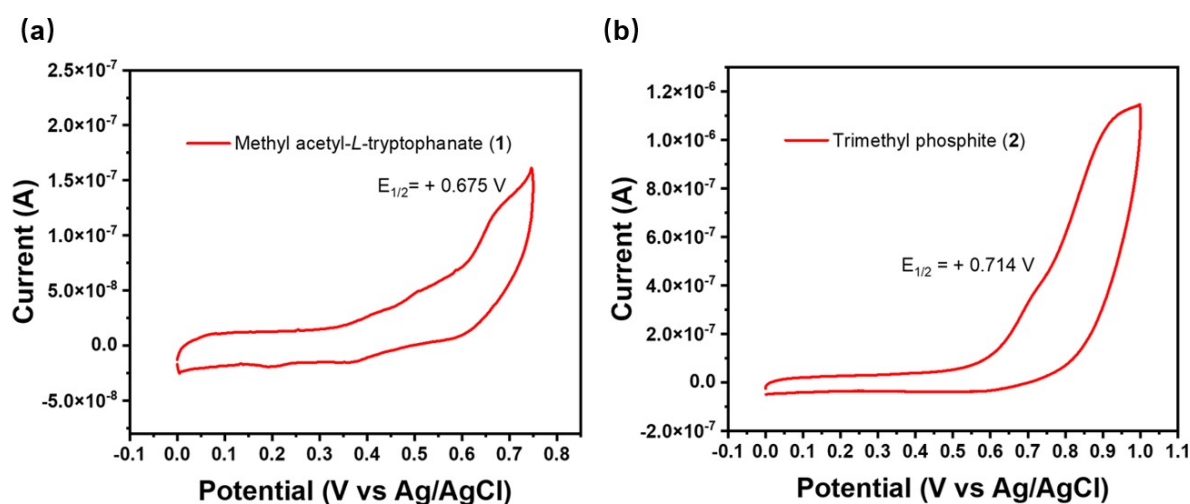 (a)
2.5×10⁻⁷
2.0×10⁻⁷
1.5×10⁻⁷
1.0×10⁻⁷
5.0×10⁻⁸
0.0
-5.0×10⁻⁸
Current (A)
Methyl acetyl-L-tryptophanate (1)
E1/2= + 0.675 V
-0.1 0.0 0.1 0.2 0.3 0.4 0.5 0.6 0.7 0.8
Potential (V vs Ag/AgCl)
(b)
1.2×10⁻⁶
1.0×10⁻⁶
8.0×10⁻⁷
6.0×10⁻⁷
4.0×10⁻⁷
2.0×10⁻⁷
0.0
-2.0×10⁻⁷
Current (A)
Trimethyl phosphite (2)
E1/2 = + 0.714 V
-0.1 0.0 0.1 0.2 0.3 0.4 0.5 0.6 0.7 0.8 0.9 1.0 1.1
Potential (V vs Ag/AgCl)